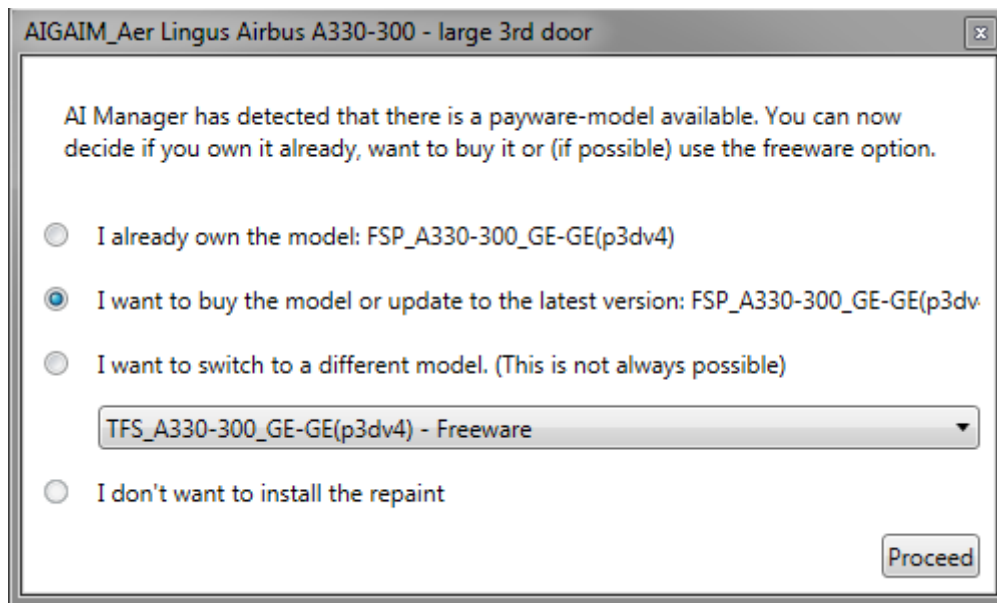 AIGAIM_Aer Lingus Airbus A330-300 - large 3rd door
AI Manager has detected that there is a payware-model available. You can now
decide if you own it already, want to buy it or (if possible) use the freeware option.
I already own the model: FSP_A330-300_GE-GE(p3dv4)
I want to buy the model or update to the latest version: FSP_A330-300_GE-GE(p3dv
I want to switch to a different model. (This is not always possible)
TFS_A330-300_GE-GE(p3dv4) - Freeware
I don't want to install the repaint
Proceed